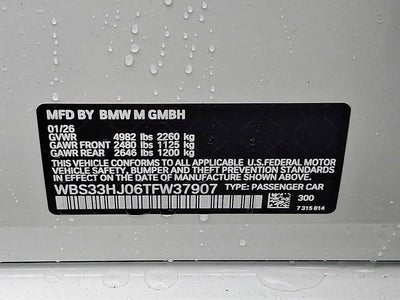 MFD BY BMW M GMBH
01/26
GVWR 4982 lbs 2260 kg
GAWR FRONT 2480 lbs 1125 kg
GAWR REAR 2646 lbs 1200 kg
THIS VEHICLE CONFORMS TO ALL APPLICABLE U.S.FEDERAL MOTOR
VEHICLE SAFETY, BUMPER AND THEFT PREVENTION STANDARDS
IN EFFECT ON THE DATE OF MANUFACTURE SHOWN ABOVE.
WBS33HJ06TFW37907 TYPE: PASSENGER CAR
300
7 315 814